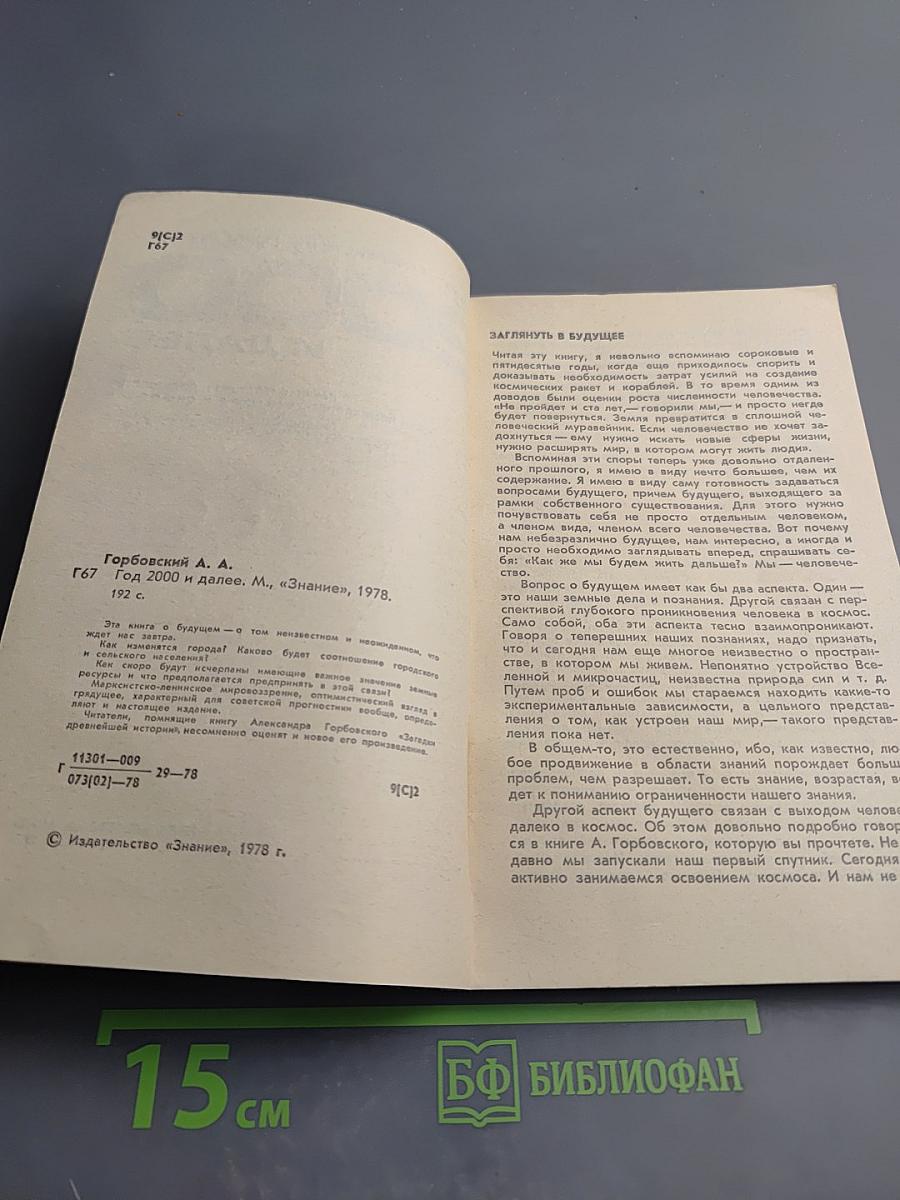 9[С]2
Г67
Горбовский А. А.
Г67 Год 2000 и далее. М., «Знание», 1978.
192 с.
Эта книга о будущем — о том неизвестном и неожиданном, что
ждет нас завтра.
Как изменятся города? Каково будет соотношение городского
и сельского населения?
Как скоро будут исчерпаны имеющие важное значение земные
ресурсы и что предполагается предпринять в этой связи?
Марксистско-ленинское мировоззрение, оптимистический взгляд в
грядущее, характерный для советской прогностики вообще, опреде-
ляют и настоящее издание.
Читатели, помнящие книгу Александра Горбовского «Загадки
древнейшей истории», несомненно оценят и новое его произведение.
Г 11301—009
073[02]—78 29—78
9[С]2
© Издательство «Знание», 1978 г.
ЗАГЛЯНУТЬ В БУДУЩЕЕ
Читая эту книгу, я невольно вспоминаю сороковые и
пятидесятые годы, когда еще приходилось спорить и
доказывать необходимость затрат усилий на создание
космических ракет и кораблей. В то время одним из
доводов были оценки роста численности человечества.
«Не пройдет и ста лет,— говорили мы,— и просто негде
будет повернуться. Земля превратится в сплошной че-
ловеческий муравейник. Если человечество не хочет за-
дохнуться — ему нужно искать новые сферы жизни,
нужно расширять мир, в котором могут жить люди».
Вспоминая эти споры теперь уже довольно отдален-
ного прошлого, я имею в виду нечто большее, чем их
содержание. Я имею в виду саму готовность задаваться
вопросами будущего, причем будущего, выходящего за
рамки собственного существования. Для этого нужно
почувствовать себя не просто отдельным человеком,
а членом вида, членом всего человечества. Вот почему
нам небезразлично будущее, нам интересно, а иногда и
просто необходимо заглядывать вперед, спрашивать се-
бя: «Как же мы будем жить дальше?» Мы — человече-
ство.
Вопрос о будущем имеет как бы два аспекта. Один —
это наши земные дела и познания. Другой связан с пер-
спективой глубокого проникновения человека в космос.
Само собой, оба эти аспекта тесно взаимопроникают.
Говоря о теперешних наших познаниях, надо признать,
что и сегодня нам еще многое неизвестно о простран-
стве, в котором мы живем. Непонятно устройство Все-
ленной и микрочастиц, неизвестна природа сил и т. д.
Путем проб и ошибок мы стараемся находить какие-то
экспериментальные зависимости, а цельного представ-
ления о том, как устроен наш мир,— такого представ-
ления пока нет.
В общем-то, это естественно, ибо, как известно, лю-
бое продвижение в области знаний порождает больш
проблем, чем разрешает. То есть знание, возрастая, ве
дет к пониманию ограниченности нашего знания.
Другой аспект будущего связан с выходом челове
далеко в космос. Об этом довольно подробно говор
ся в книге А. Горбовского, которую вы прочтете. Не
давно мы запускали наш первый спутник. Сегодня
активно занимаемся освоением космоса. И нам не
15 см
БФ БИБЛИОФАН